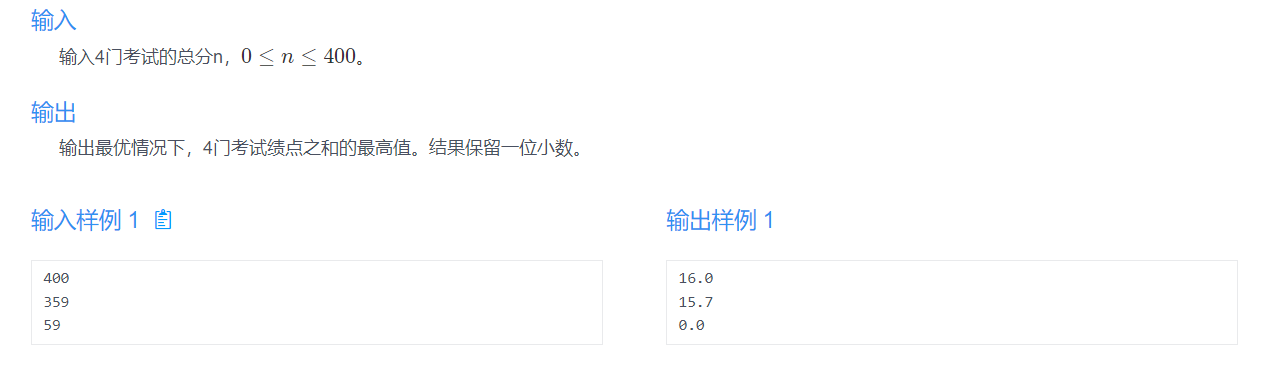 输入
输入4门考试的总分n，0 ≤ n ≤ 400。
输出
输出最优情况下，4门考试绩点之和的最高值。结果保留一位小数。
输入样例 1
400
359
59
输出样例 1
16.0
15.7
0.0